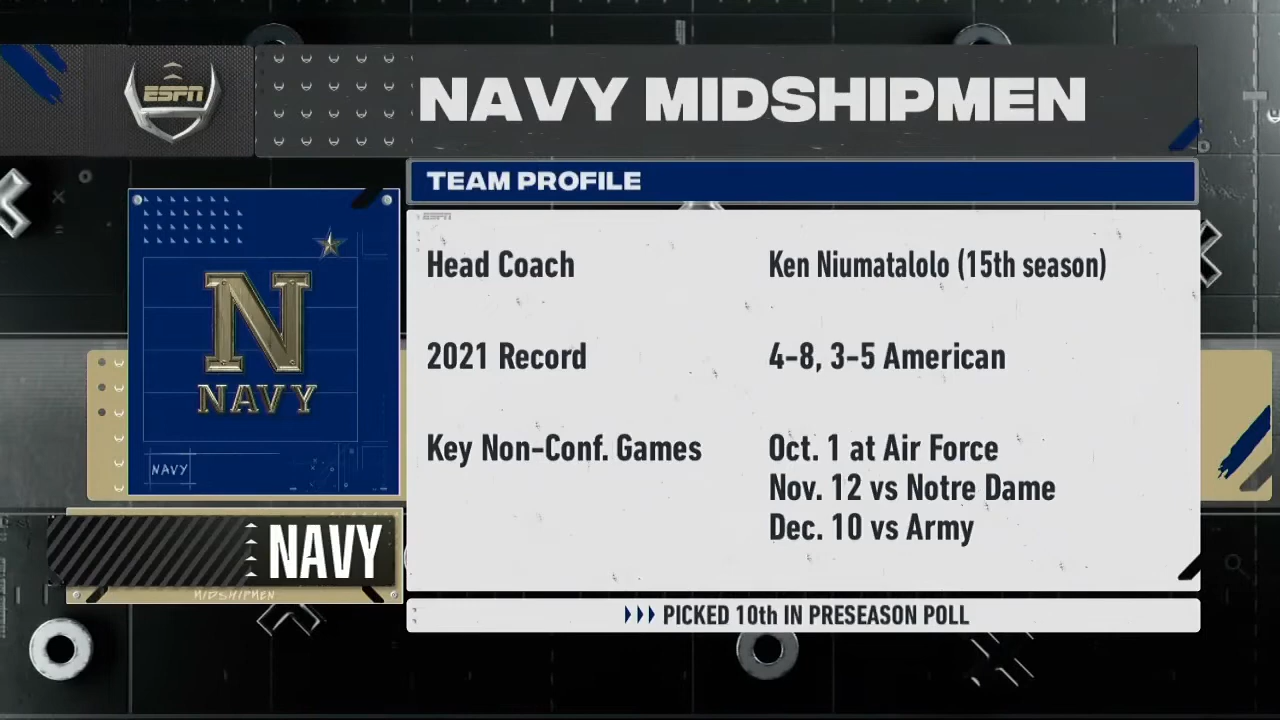 ESPN
NAVY MIDSHIPMEN
TEAM PROFILE
ESPN
Head Coach Ken Niumatalolo (15th season)
2021 Record 4-8, 3-5 American
Key Non-Conf. Games Oct. 1 at Air Force
Nov. 12 vs Notre Dame
Dec. 10 vs Army
N
NAVY
NAVY
NAVY
MIDSHIPMEN
PICKED 10th IN PRESEASON POLL